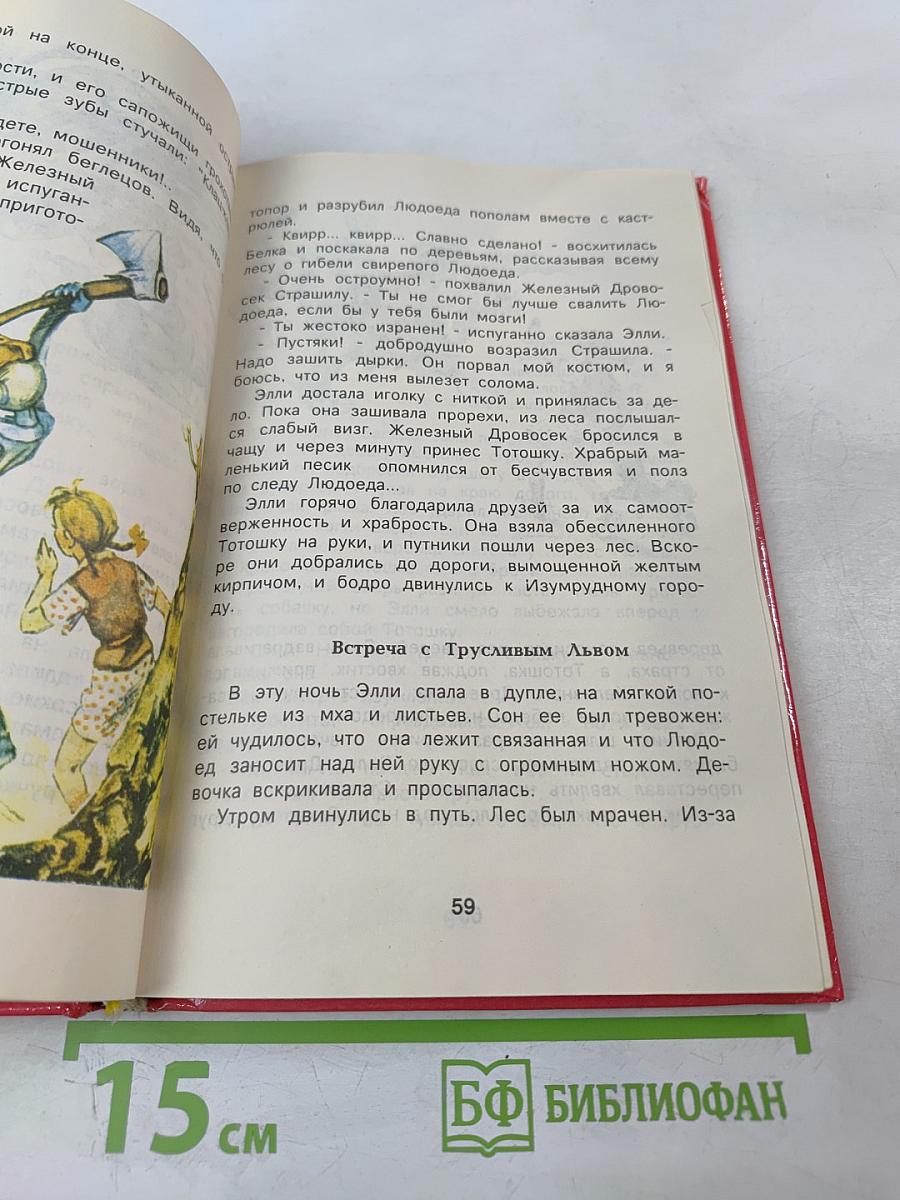 ой на конце, утыканной
ости, и его сапожищи
стрые зубы стучали:
дете, мошенники!..
гонял беглецов. Видя, что
Железный
испуган-
пригото-
топор и разрубил Людоеда пополам вместе с каст-
рюлей.
- Квирр... квирр... Славно сделано! - восхитилась
Белка и поскакала по деревьям, рассказывая всему
лесу о гибели свирепого Людоеда.
- Очень остроумно! - похвалил Железный Дрово-
сек Страшилу. - Ты не смог бы лучше свалить Лю-
доеда, если бы у тебя были мозги!
- Ты жестоко изранен! - испуганно сказала Элли.
- Пустяки! - добродушно возразил Страшила. -
Надо зашить дырки. Он порвал мой костюм, и я
боюсь, что из меня вылезет солома.
Элли достала иголку с ниткой и принялась за де-
ло. Пока она зашивала прорехи, из леса послышал-
ся слабый визг. Железный Дровосек бросился в
чащу и через минуту принес Тотошку. Храбрый ма-
ленький песик опомнился от бесчувствия и полз
по следу Людоеда...
Элли горячо благодарила друзей за их самоот-
верженность и храбрость. Она взяла обессиленного
Тотошку на руки, и путники пошли через лес. Вско-
ре они добрались до дороги, вымощенной желтым
кирпичом, и бодро двинулись к Изумрудному горо-
ду.
Встреча с Трусливым Львом
В эту ночь Элли спала в дупле, на мягкой по-
стельке из мха и листьев. Сон ее был тревожен:
ей чудилось, что она лежит связанная и что Людо-
ед заносит над ней руку с огромным ножом. Де-
вочка вскрикивала и просыпалась.
Утром двинулись в путь. Лес был мрачен. Из-за
59
15 см
БФ БИБЛИОФАН